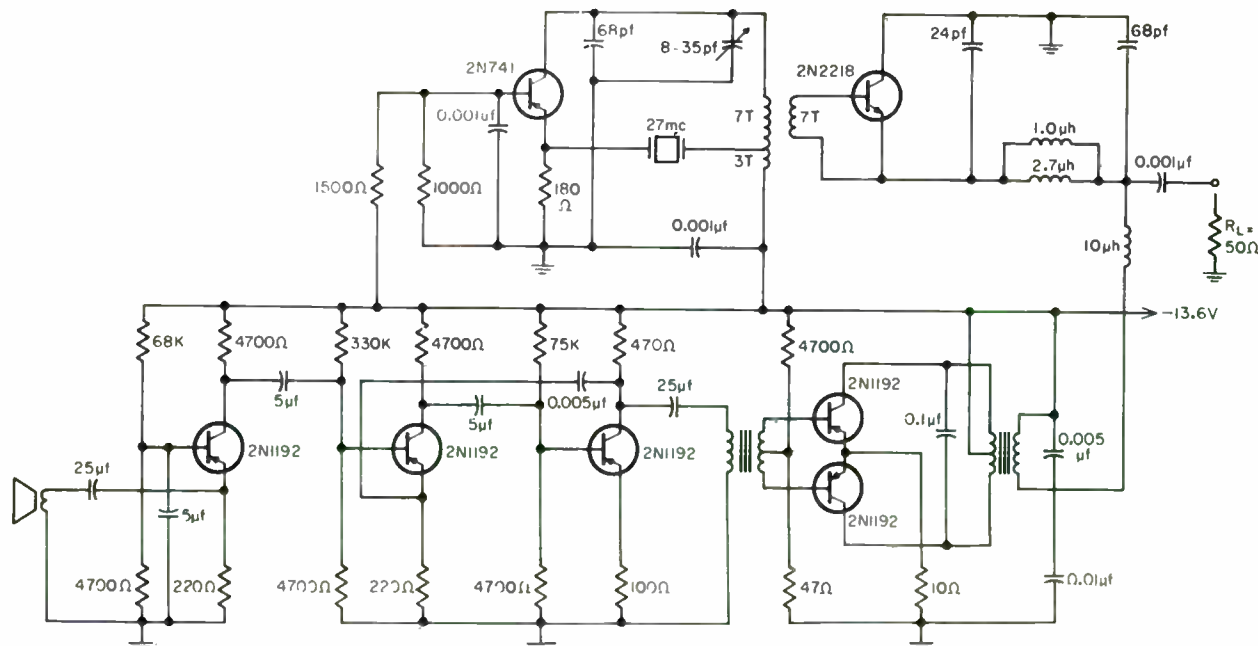 68pf
8-35pf
24pf
68pf
2N741
2N2218
0.001µf
27mc
7T
3T
7T
1.0µh
2.7µh
0.001µf
1500Ω
1000Ω
180
Ω
0.001µf
10µh
RL=
50Ω
-13.6V
68K
4700Ω
330K
4700Ω
75K
470Ω
4700Ω
5µf
5µf
0.005µf
25µf
2N1192
0.1µf
0.005
µf
2N1192
2N1192
2N1192
25µf
5µf
2N1192
4700Ω
220Ω
4700Ω
220Ω
4700Ω
100Ω
47Ω
10Ω
0.01µf